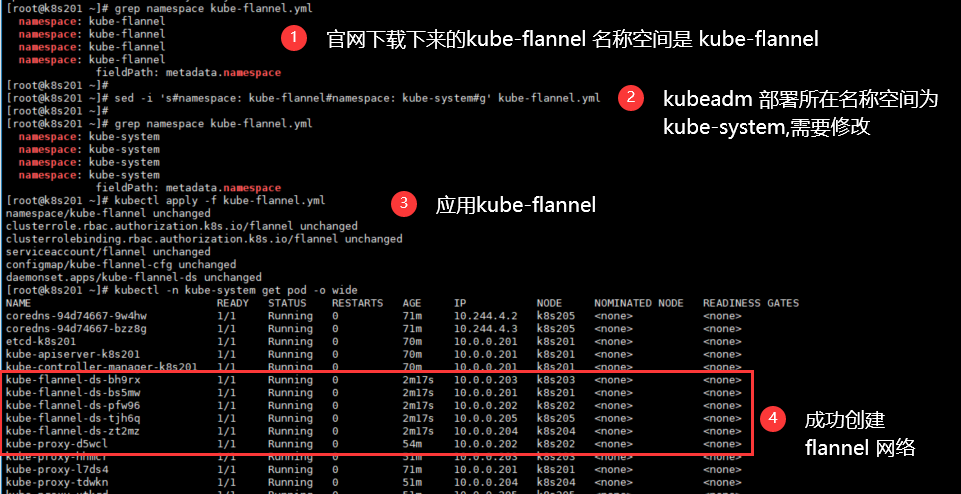 [root@k8s201 ~]# grep namespace kube-flannel.yml
namespace: kube-flannel
namespace: kube-flannel
namespace: kube-flannel
namespace: kube-flannel
fieldPath: metadata.namespace
1 官网下载下来的kube-flannel 名称空间是 kube-flannel
[root@k8s201 ~]#
[root@k8s201 ~]# sed -i 's#namespace: kube-flannel#namespace: kube-system#g' kube-flannel.yml
[root@k8s201 ~]#
2 kubeadm 部署所在名称空间为
kube-system,需要修改
[root@k8s201 ~]# grep namespace kube-flannel.yml
namespace: kube-system
namespace: kube-system
namespace: kube-system
namespace: kube-system
fieldPath: metadata.namespace
[root@k8s201 ~]# kubectl apply -f kube-flannel.yml
3 应用kube-flannel
namespace/kube-flannel unchanged
clusterrole.rbac.authorization.k8s.io/flannel unchanged
clusterrolebinding.rbac.authorization.k8s.io/flannel unchanged
serviceaccount/flannel unchanged
configmap/kube-flannel-cfg unchanged
daemonset.apps/kube-flannel-ds unchanged
[root@k8s201 ~]# kubectl -n kube-system get pod -o wide
NAME READY STATUS RESTARTS AGE IP NODE NOMINATED NODE READINESS GATES
coredns-94d74667-9w4hw 1/1 Running 0 71m 10.244.4.2 k8s205 <none> <none>
coredns-94d74667-bzz8g 1/1 Running 0 71m 10.244.4.3 k8s205 <none> <none>
etcd-k8s201 1/1 Running 0 70m 10.0.0.201 k8s201 <none> <none>
kube-apiserver-k8s201 1/1 Running 0 70m 10.0.0.201 k8s201 <none> <none>
kube-controller-manager-k8s201 1/1 Running 0 70m 10.0.0.201 k8s201 <none> <none>
kube-flannel-ds-bh9rx 1/1 Running 0 2m17s 10.0.0.203 k8s203 <none> <none>
kube-flannel-ds-bs5mw 1/1 Running 0 2m17s 10.0.0.201 k8s201 <none> <none>
kube-flannel-ds-pfw96 1/1 Running 0 2m17s 10.0.0.202 k8s202 <none> <none>
kube-flannel-ds-tjh6q 1/1 Running 0 2m17s 10.0.0.205 k8s205 <none> <none>
kube-flannel-ds-zt2mz 1/1 Running 0 2m17s 10.0.0.204 k8s204 <none> <none>
kube-proxy-d5wcl 1/1 Running 0 54m 10.0.0.202 k8s202 <none> <none>
4 成功创建
flannel 网络
1/1 Running 0 51m 10.0.0.203 k8s203 <none> <none>
kube-proxy-l7ds4 1/1 Running 0 71m 10.0.0.201 k8s201 <none> <none>
kube-proxy-tdwkn 1/1 Running 0 51m 10.0.0.204 k8s204 <none> <none>